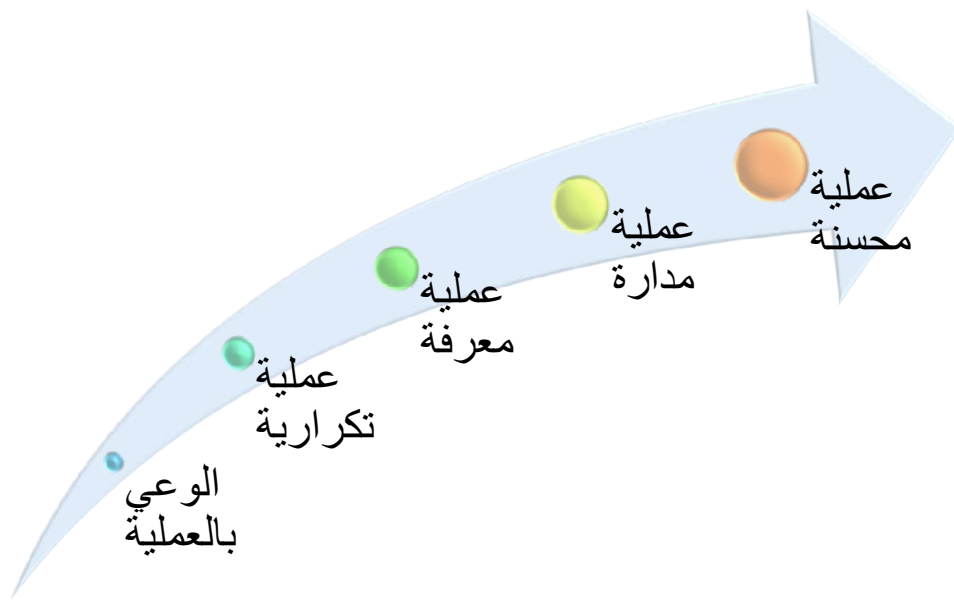 الوعي
بالعملية
عملية
تكرارية
عملية
معرفة
عملية
مدارة
عملية
محسنة